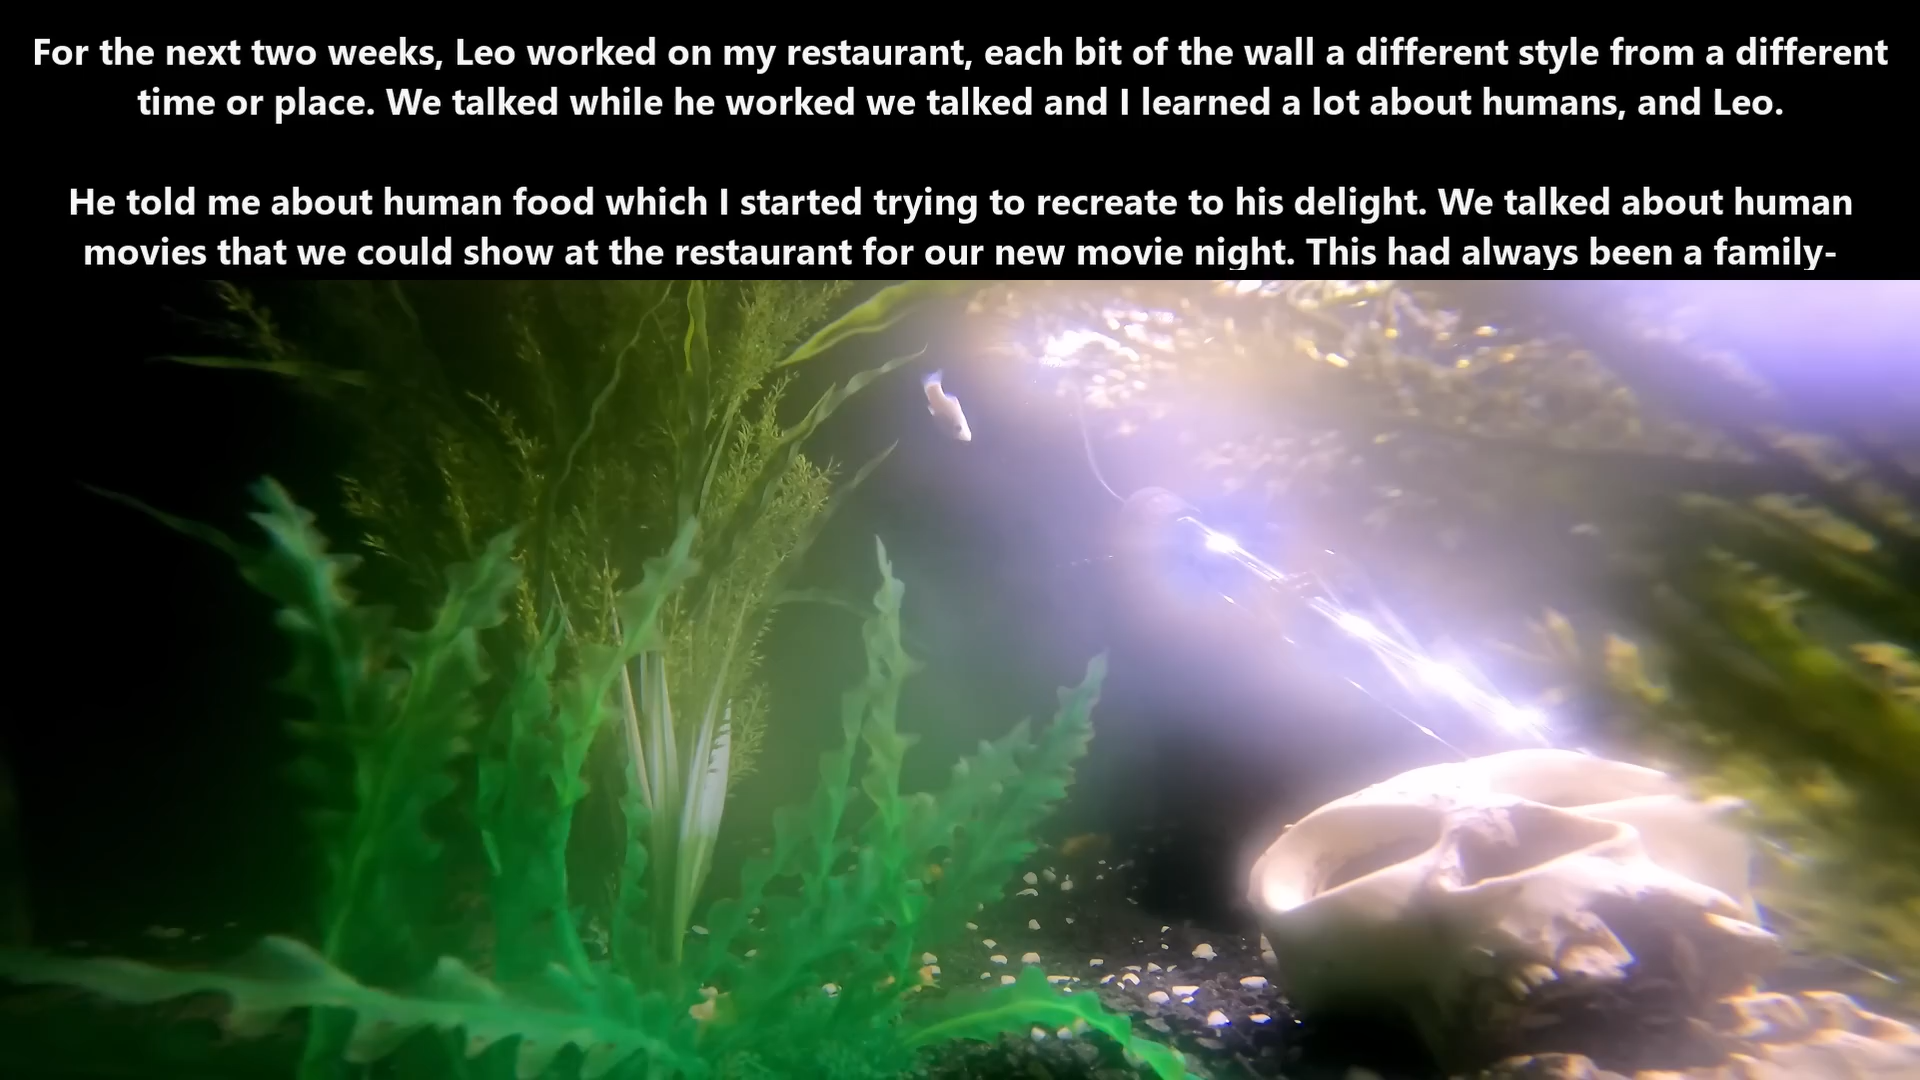 For the next two weeks, Leo worked on my restaurant, each bit of the wall a different style from a different
time or place. We talked while he worked we talked and I learned a lot about humans, and Leo.
He told me about human food which I started trying to recreate to his delight. We talked about human
movies that we could show at the restaurant for our new movie night. This had always been a family-